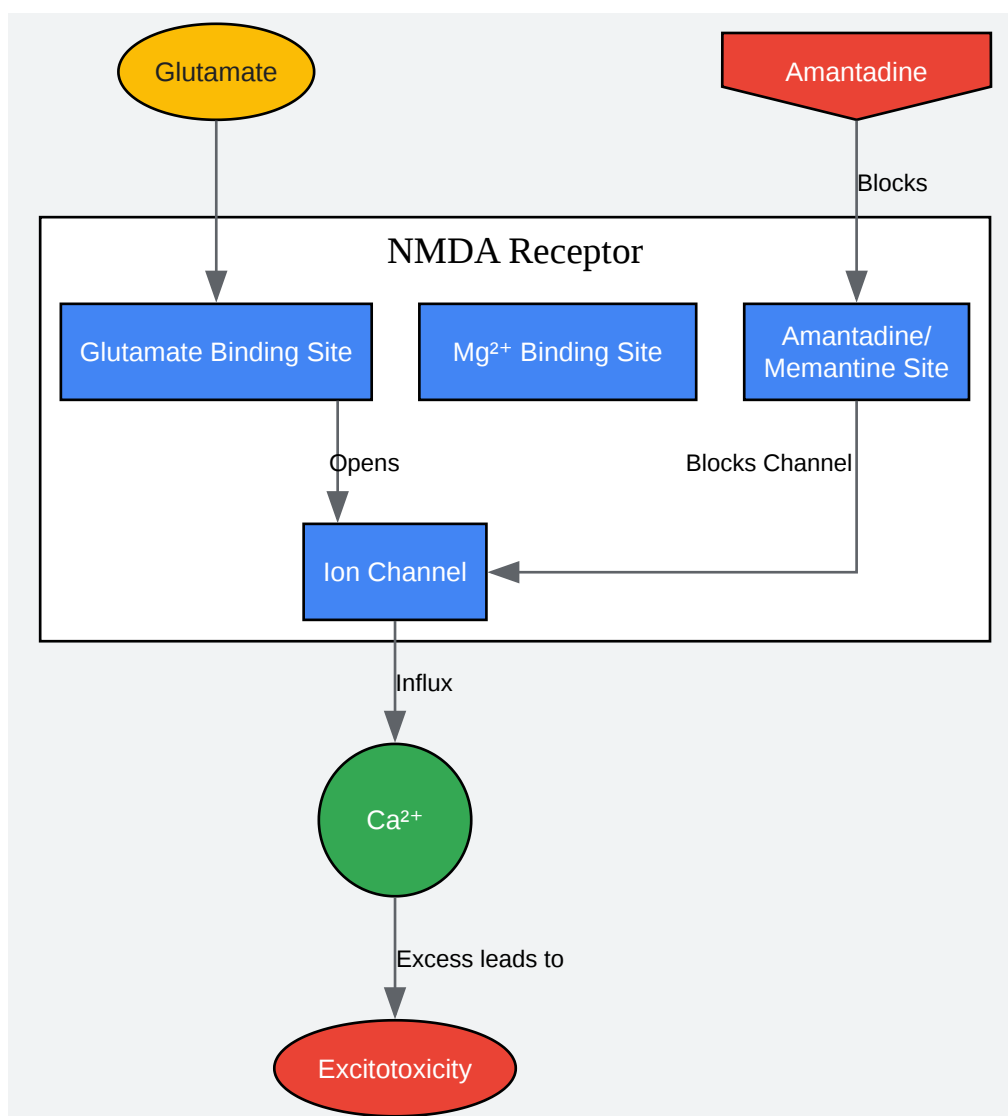 Glutamate
Amantadine
Blocks
NMDA Receptor
Glutamate Binding Site
Mg²⁺ Binding Site
Amantadine/
Memantine Site
Opens
Blocks Channel
Ion Channel
Influx
Ca²⁺
Excess leads to
Excitotoxicity